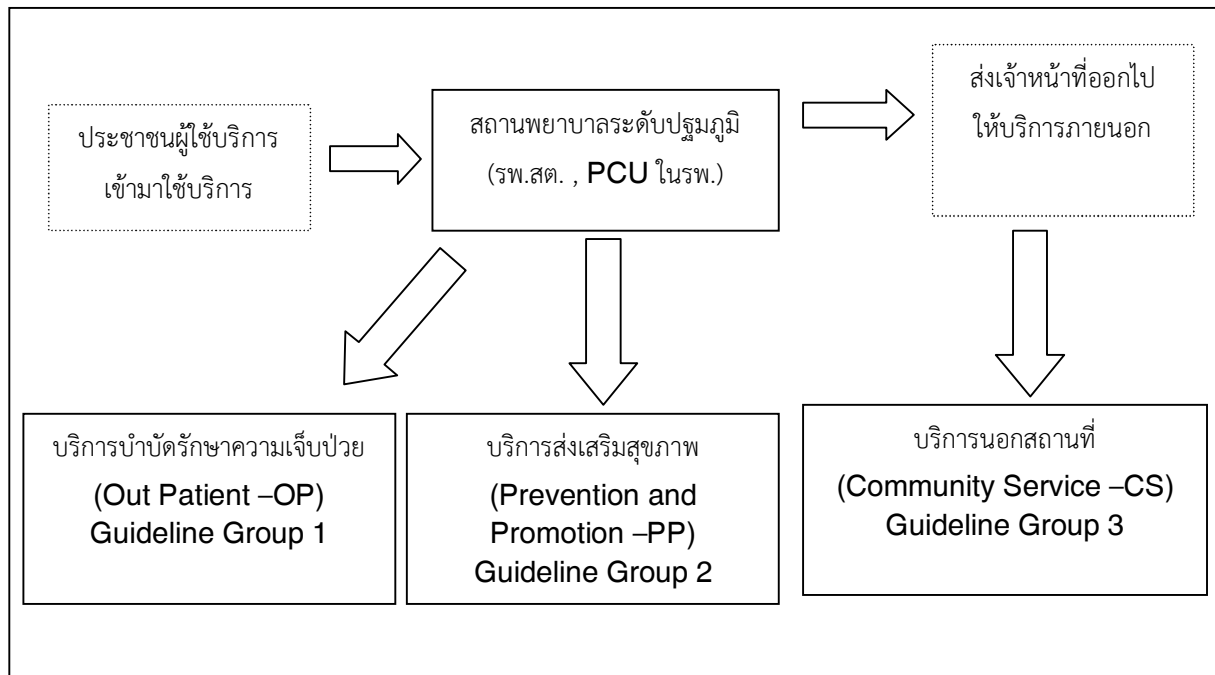 ประชาชนผู้ใช้บริการ
เข้ามาใช้บริการ
สถานพยาบาลระดับปฐมภูมิ
(รพ.สต. , PCU ในรพ.)
ส่งเจ้าหน้าที่ออกไป
ให้บริการภายนอก
บริการบำบัดรักษาความเจ็บป่วย
(Out Patient –OP)
Guideline Group 1
บริการส่งเสริมสุขภาพ
(Prevention and
Promotion –PP)
Guideline Group 2
บริการนอกสถานที่
(Community Service –CS)
Guideline Group 3